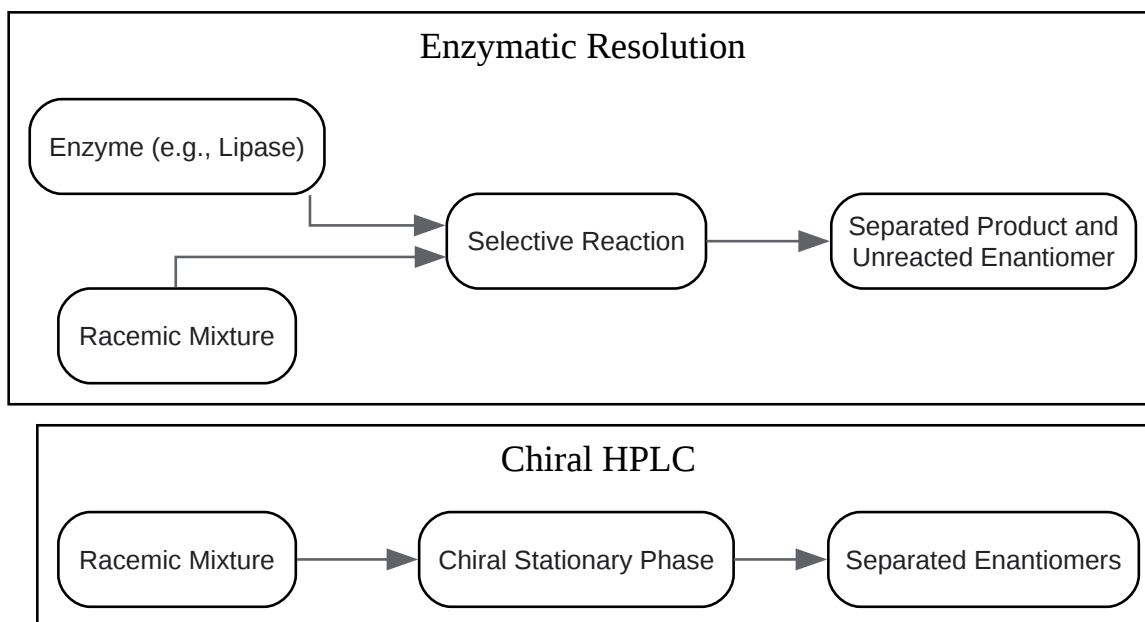 Enzymatic Resolution
Enzyme (e.g., Lipase)
Selective Reaction
Separated Product and
Unreacted Enantiomer
Racemic Mixture
Chiral HPLC
Racemic Mixture
Chiral Stationary Phase
Separated Enantiomers